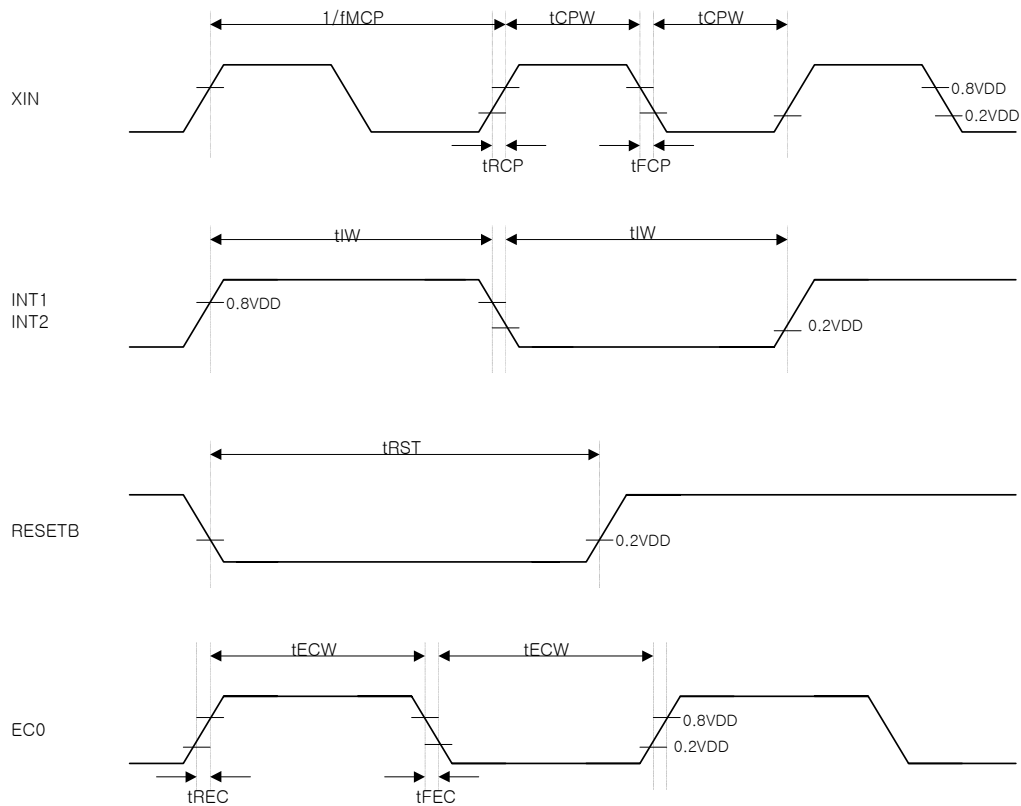 1/fMCP
tCPW
tCPW
XIN
0.8VDD
0.2VDD
tRCP
tFCP
tIW
tIW
INT1
INT2
0.8VDD
0.2VDD
tRST
RESETB
0.2VDD
tECW
tECW
EC0
0.8VDD
0.2VDD
tREC
tFEC